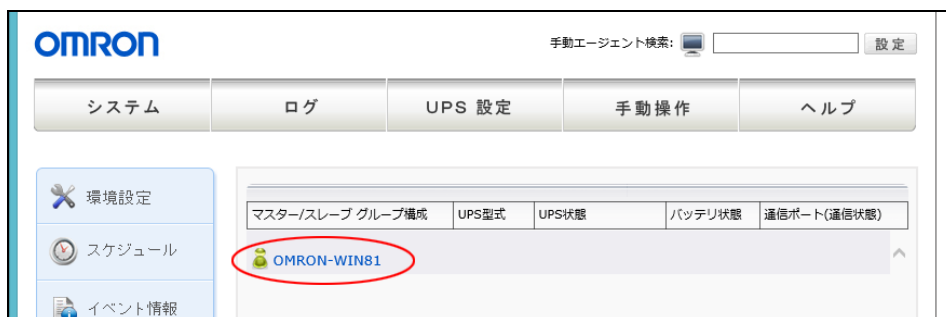 OMRON
手動エージェント検索: 設定
システム ログ UPS 設定 手動操作 ヘルプ
環境設定
マスター/スレーブ グループ構成 UPS型式 UPS状態 バッテリ状態 通信ポート(通信状態)
スケジュール
OMRON-WIN81
イベント情報